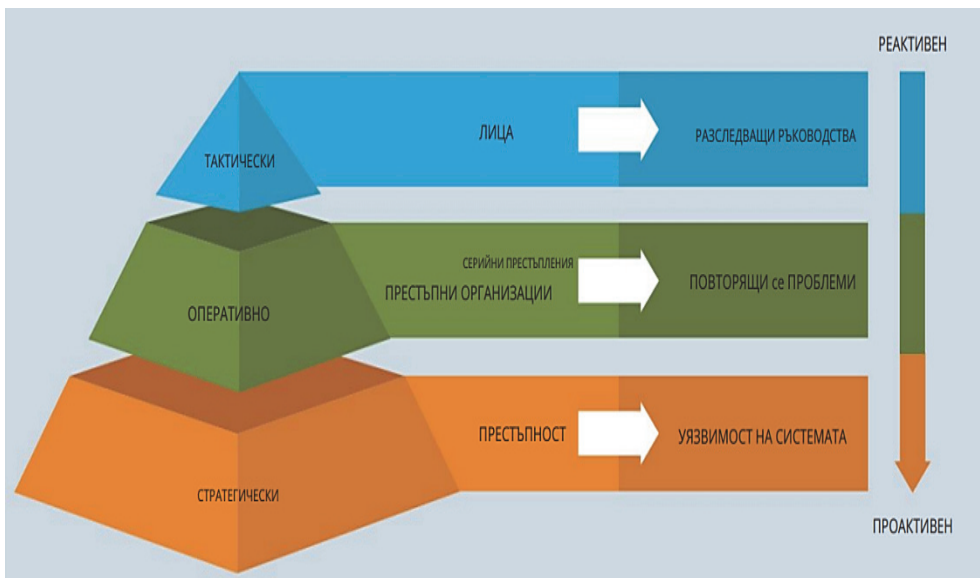 РЕАКТИВЕН
ТАКТИЧЕСКИ
ЛИЦА
РАЗСЛЕДВАЩИ РЪКОВОДСТВА
ОПЕРАТИВНО
СЕРИЙНИ ПРЕСТЪПЛЕНИЯ
ПРЕСТЪПНИ ОРГАНИЗАЦИИ
ПОВТОРЯЩИ се ПРОБЛЕМИ
СТРАТЕГИЧЕСКИ
ПРЕСТЪПНОСТ
УЯЗВИМОСТ НА СИСТЕМАТА
ПРОАКТИВЕН